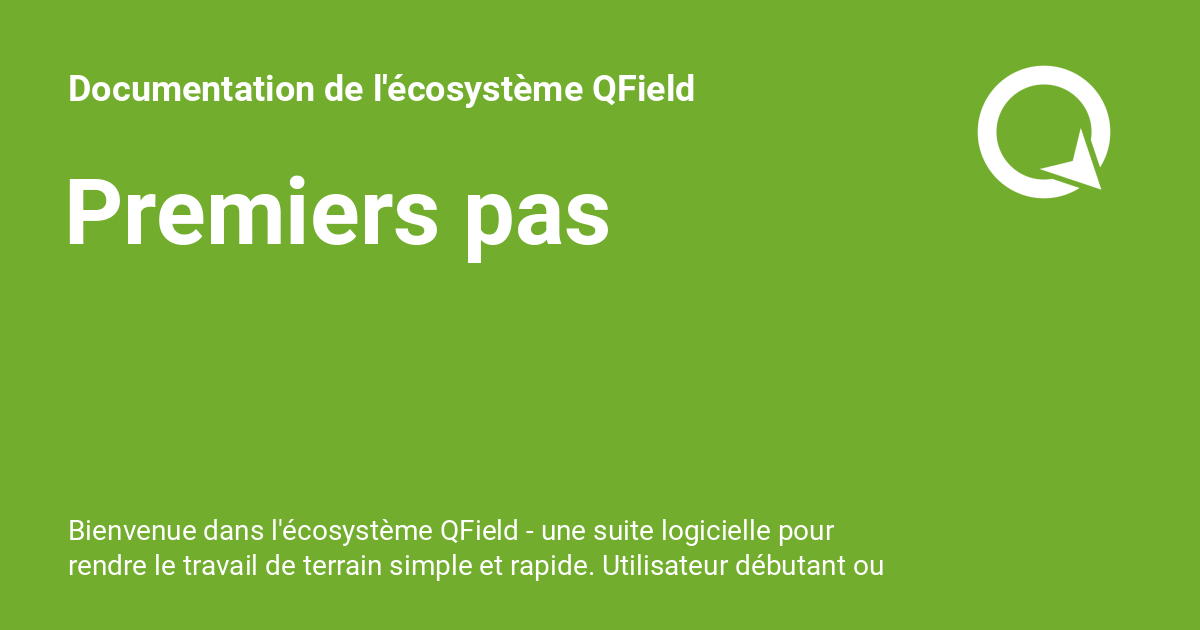 Documentation de l'écosystème QField
Premiers pas
Bienvenue dans l'écosystème QField - une suite logicielle pour
rendre le travail de terrain simple et rapide. Utilisateur débutant ou